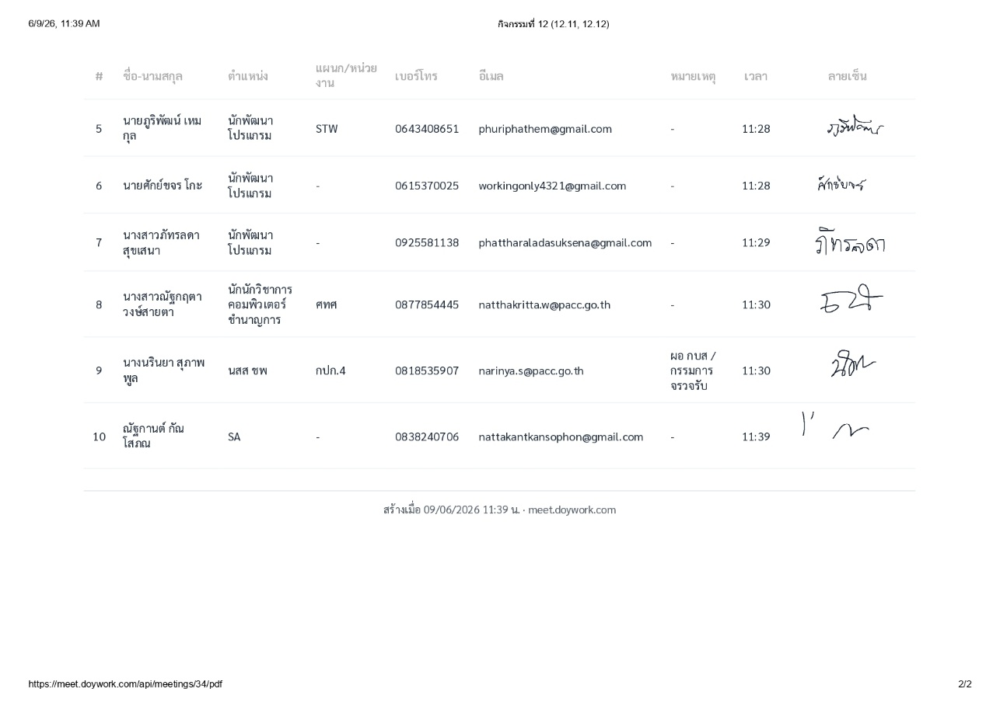 6/9/26, 11:39 AM
กิจกรรมที่ 12 (12.11, 12.12)
# ชื่อ-นามสกุล ตำแหน่ง แผนก/หน่วย เบอร์โทร อีเมล หมายเหตุ เวลา ลายเซ็น
งาน
5 นายภูริพัฒน์ เหม นักพัฒนา STW 0643408651 phuriphathem@gmail.com - 11:28 ภูริพัฒน์
กุล โปรแกรม
6 นายศักย์ขจร โกะ นักพัฒนา - 0615370025 workingonly4321@gmail.com - 11:28 ศักย์ขจร
โปรแกรม
7 นางสาวภัทรลดา นักพัฒนา - 0925581138 phattharaladasuksena@gmail.com - 11:29 ภัทรลดา
สุขเสนา โปรแกรม
8 นางสาวณัฐกฤตา นักนักวิชาการ ศทศ 0877854445 natthakritta.w@pacc.go.th - 11:30
วงษ์สายตา คอมพิวเตอร์
ชำนาญการ
9 นางนรินยา สุภาพ นสส ชพ กปก.4 0818535907 narinya.s@pacc.go.th ผอ กบส / 11:30
พูล กรรมการ
จรวจรับ
10 ณัฐกานต์ กัณ SA - 0838240706 nattakantkansophon@gmail.com - 11:39
โสภณ
สร้างเมื่อ 09/06/2026 11:39 น. · meet.doywork.com
https://meet.doywork.com/api/meetings/34/pdf
2/2